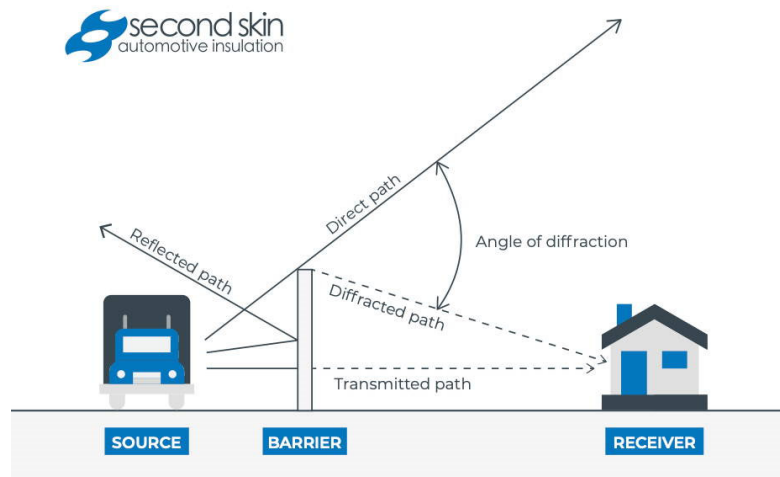 second skin
automotive insulation
Direct path
Reflected path
Angle of diffraction
Diffracted path
Transmitted path
SOURCE
BARRIER
RECEIVER